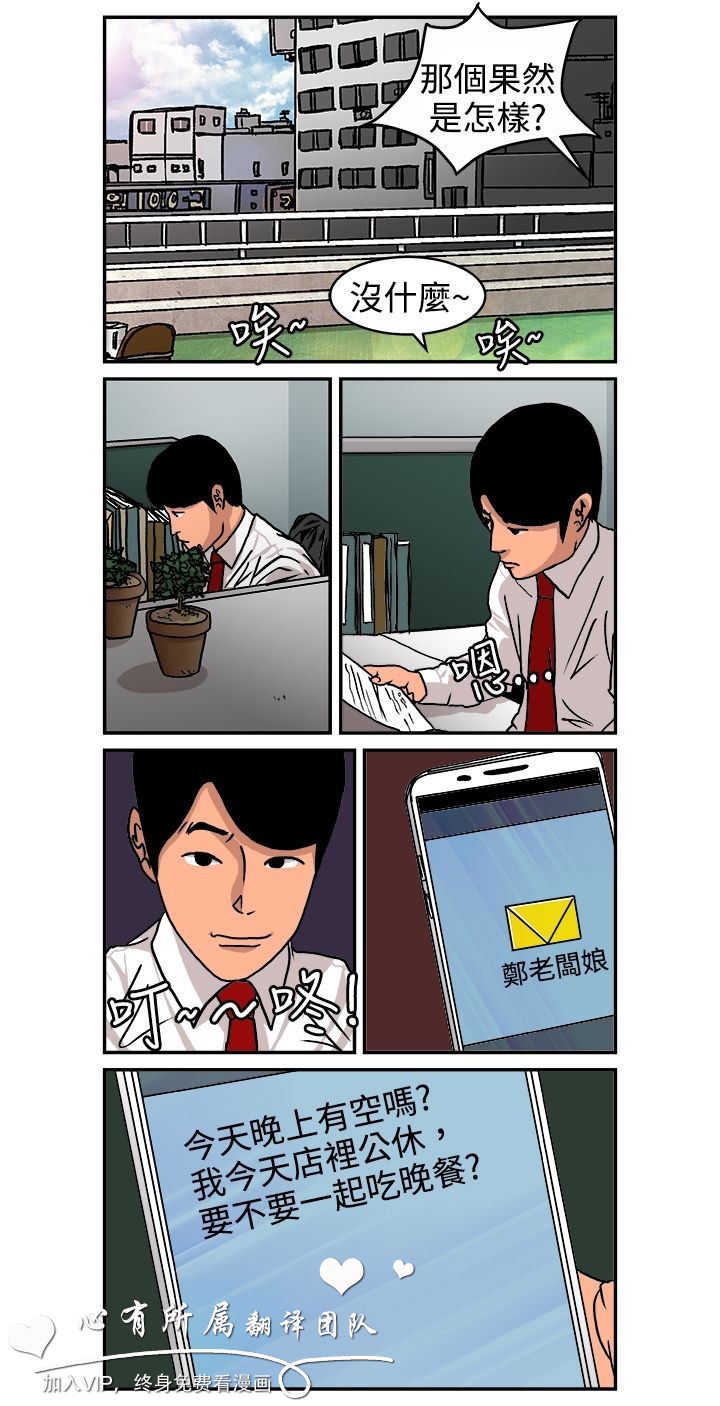 那個果然
是怎樣?
沒什麼~
唉~
唉~
嗯...
叮~~咚!
鄭老闆娘
今天晚上有空嗎?
我今天店裡公休，
要不要一起吃晚餐?
心有所属翻译团队
加入VIP，终身免费看漫画